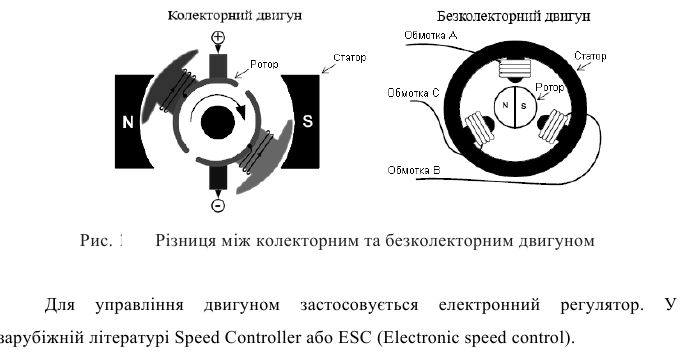 Колекторний двигун
Безколекторний двигун
+
Ротор
Статор
N
S
−
Обмотка А
Статор
Обмотка С
N S
Ротор
Обмотка В
Рис. 1 Різниця між колекторним та безколекторним двигуном
Для управління двигуном застосовується електронний регулятор. У
зарубіжній літературі Speed Controller або ESC (Electronic speed control).